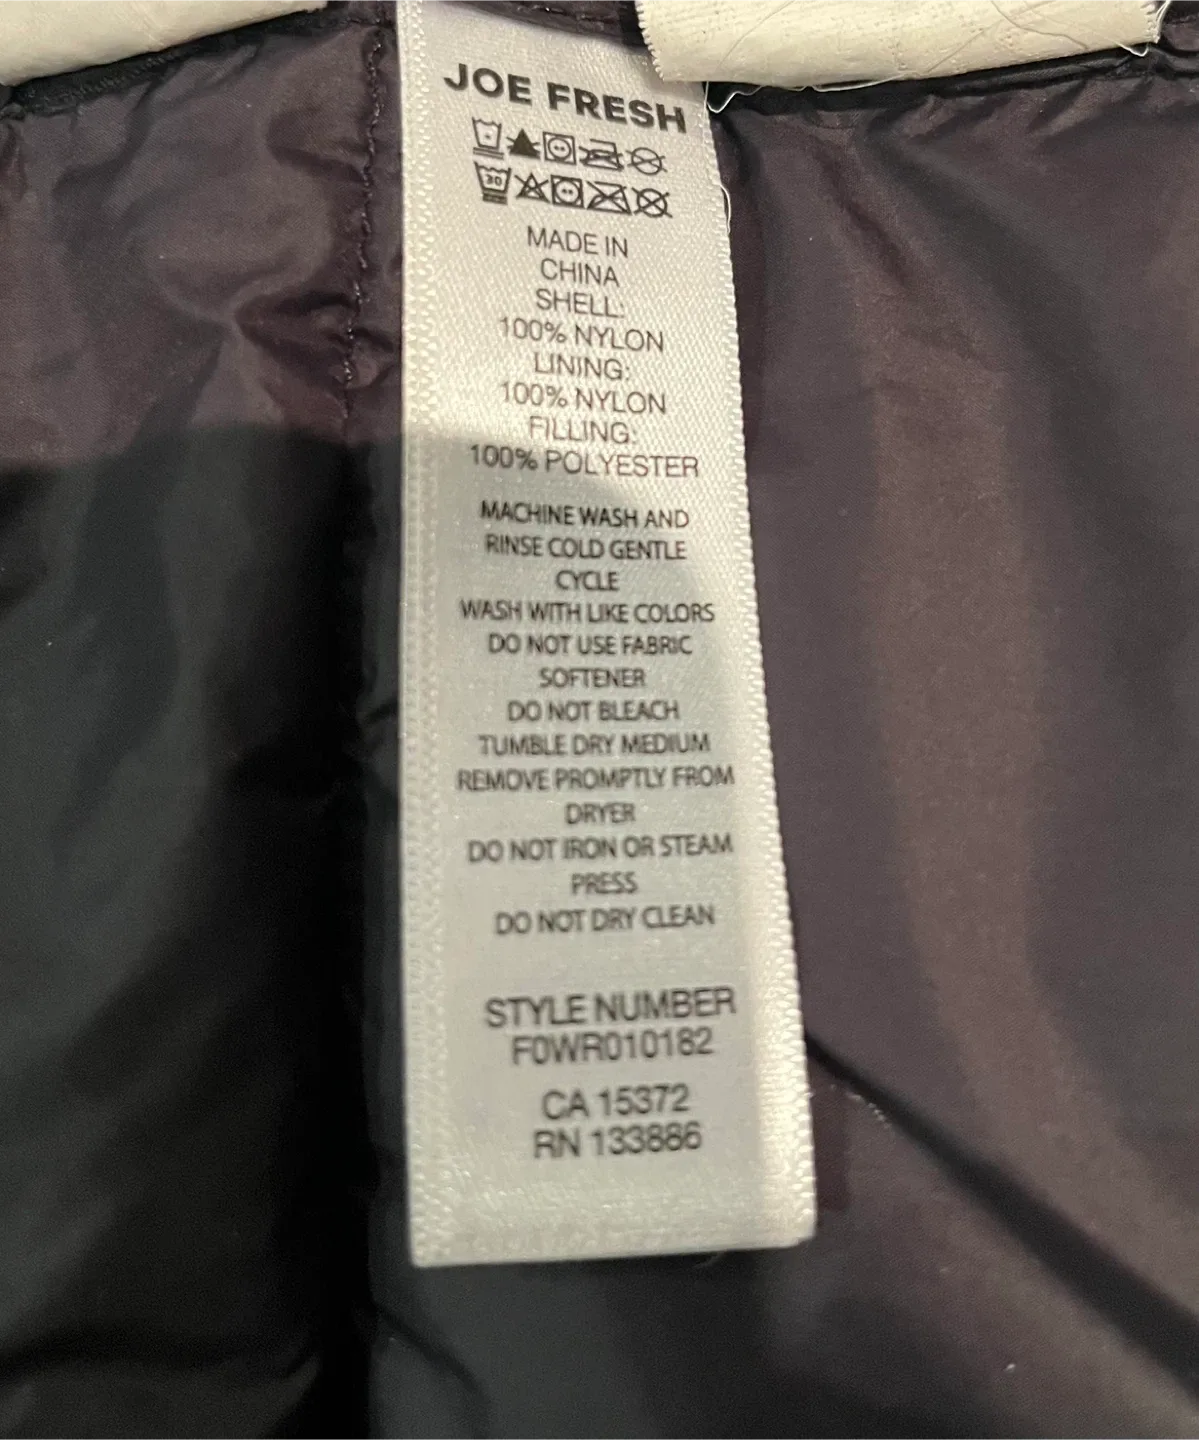 JOE FRESH
30
MADE IN
CHINA
SHELL:
100% NYLON
LINING:
100% NYLON
FILLING:
100% POLYESTER
MACHINE WASH AND
RINSE COLD GENTLE
CYCLE
WASH WITH LIKE COLORS
DO NOT USE FABRIC
SOFTENER
DO NOT BLEACH
TUMBLE DRY MEDIUM
REMOVE PROMPTLY FROM
DRYER
DO NOT IRON OR STEAM
PRESS
DO NOT DRY CLEAN
STYLE NUMBER
F0WR010182
CA 15372
RN 133886